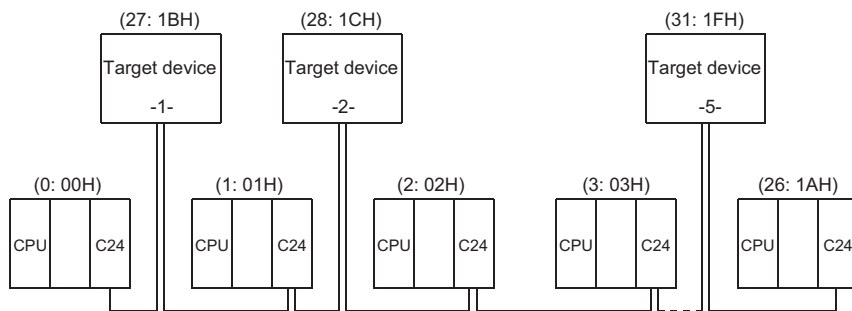 (27: 1BH) (28: 1CH) (31: 1FH)
Target device Target device Target device
-1- -2- -5-
(0: 00H) (1: 01H) (2: 02H) (3: 03H) (26: 1AH)
CPU C24 CPU C24 CPU C24 CPU C24 CPU C24